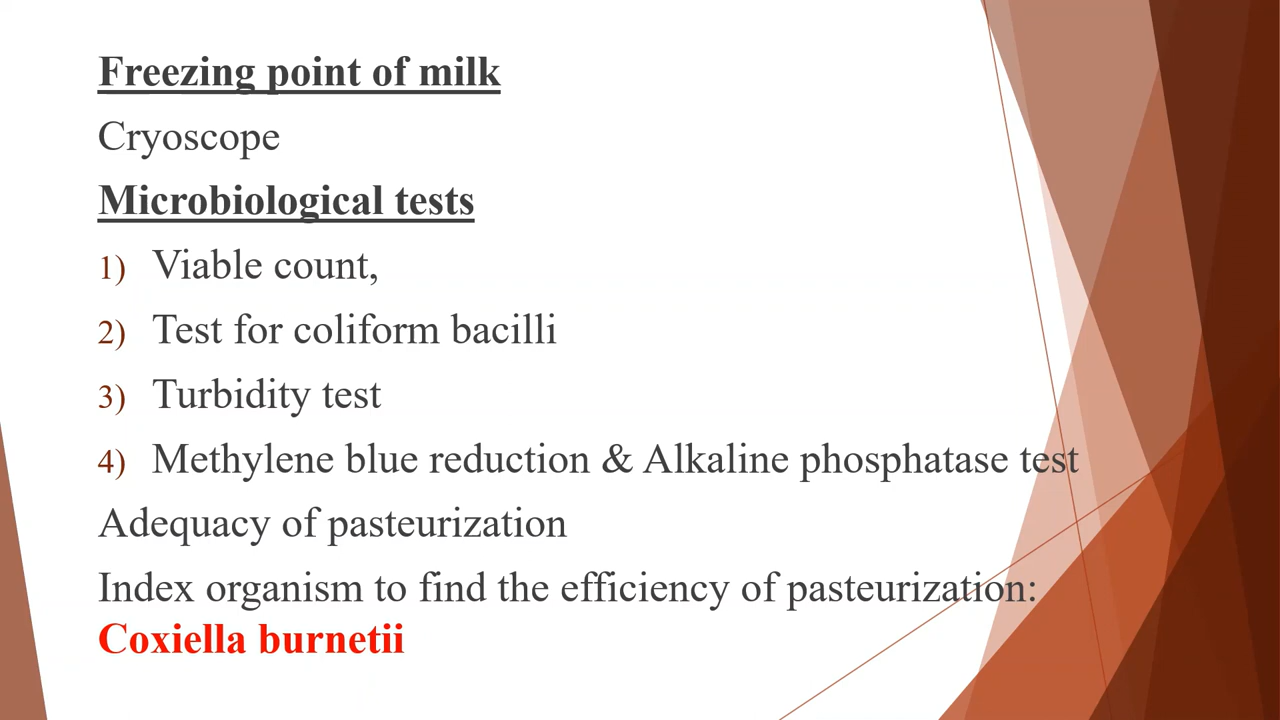 Freezing point of milk
Cryoscope
Microbiological tests
1) Viable count,
2) Test for coliform bacilli
3) Turbidity test
4) Methylene blue reduction & Alkaline phosphatase test
Adequacy of pasteurization
Index organism to find the efficiency of pasteurization:
Coxiella burnetii